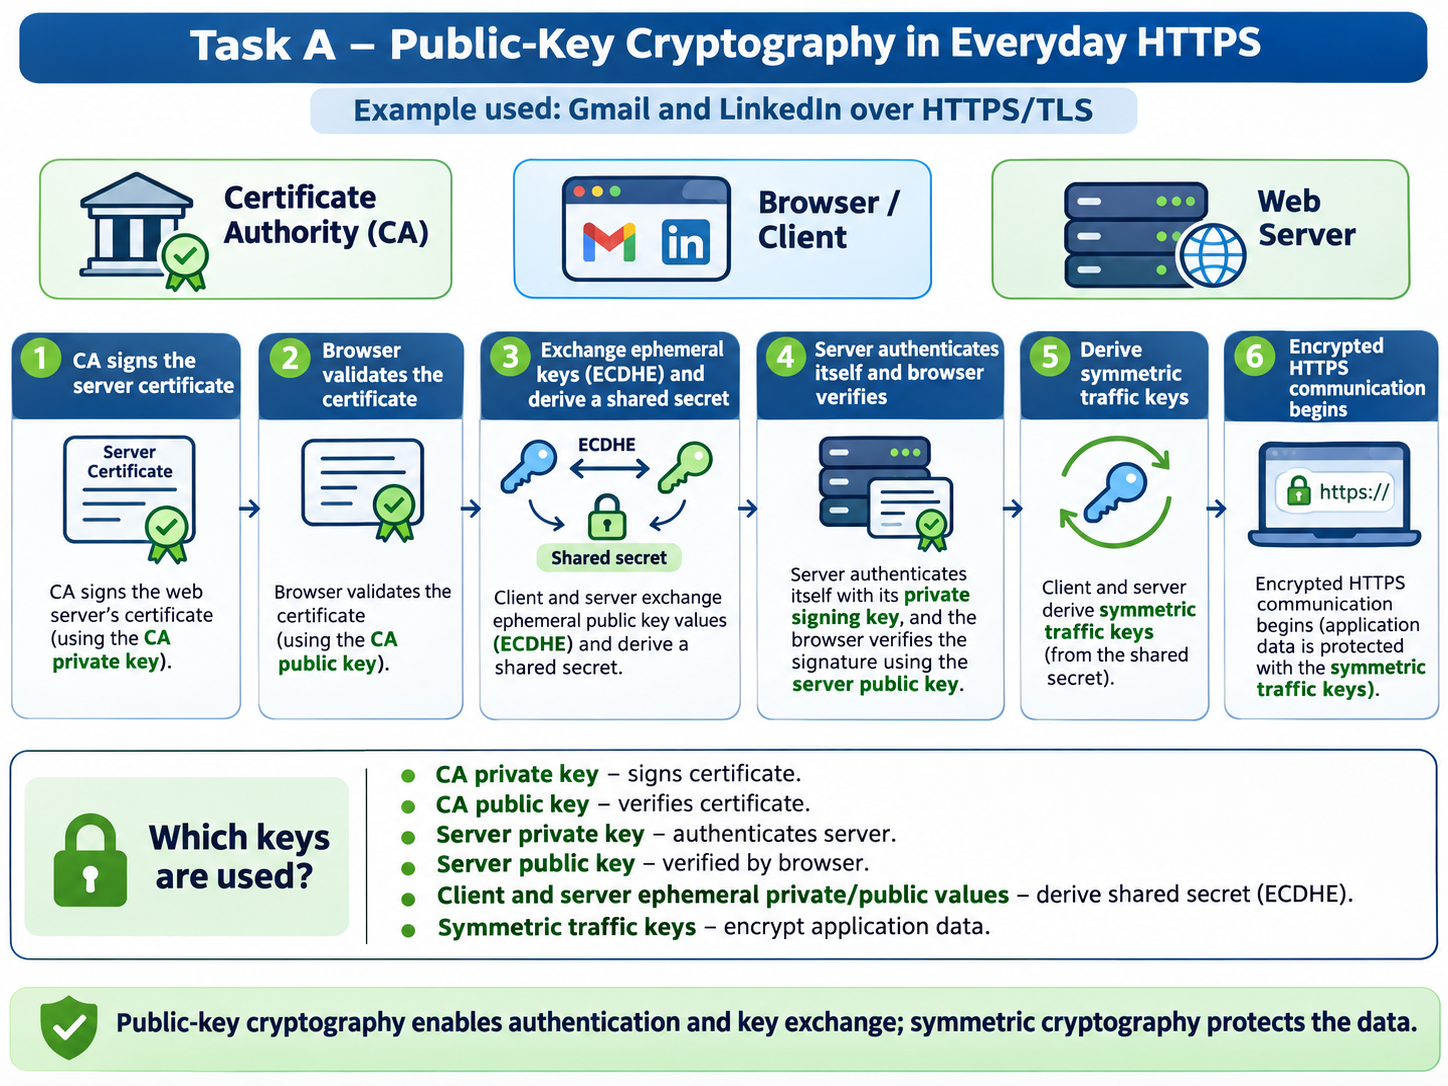 Task A – Public-Key Cryptography in Everyday HTTPS
Example used: Gmail and LinkedIn over HTTPS/TLS
Certificate
Authority (CA)
in
Browser /
Client
Web
Server
1
CA signs the
server certificate
Server
Certificate
CA signs the web
server's certificate
(using the CA
private key).
2
Browser
validates the
certificate
Browser validates the
certificate
(using the CA
public key).
3
Exchange ephemeral
keys (ECDHE) and
derive a shared secret
ECDHE
Shared secret
Client and server exchange
ephemeral public key values
(ECDHE) and derive a
shared secret.
4
Server authenticates
itself and browser
verifies
Server authenticates
itself with its private
signing key, and the
browser verifies the
signature using the
server public key.
5
Derive
symmetric
traffic keys
Client and server
derive symmetric
traffic keys
(from the shared
secret).
6
Encrypted
HTTPS
communication
begins
https://
Encrypted HTTPS
communication
begins (application
data is protected
with the symmetric
traffic keys).
Which keys
are used?
CA private key – signs certificate.
CA public key – verifies certificate.
Server private key – authenticates server.
Server public key – verified by browser.
Client and server ephemeral private/public values – derive shared secret (ECDHE).
Symmetric traffic keys – encrypt application data.
Public-key cryptography enables authentication and key exchange; symmetric cryptography protects the data.